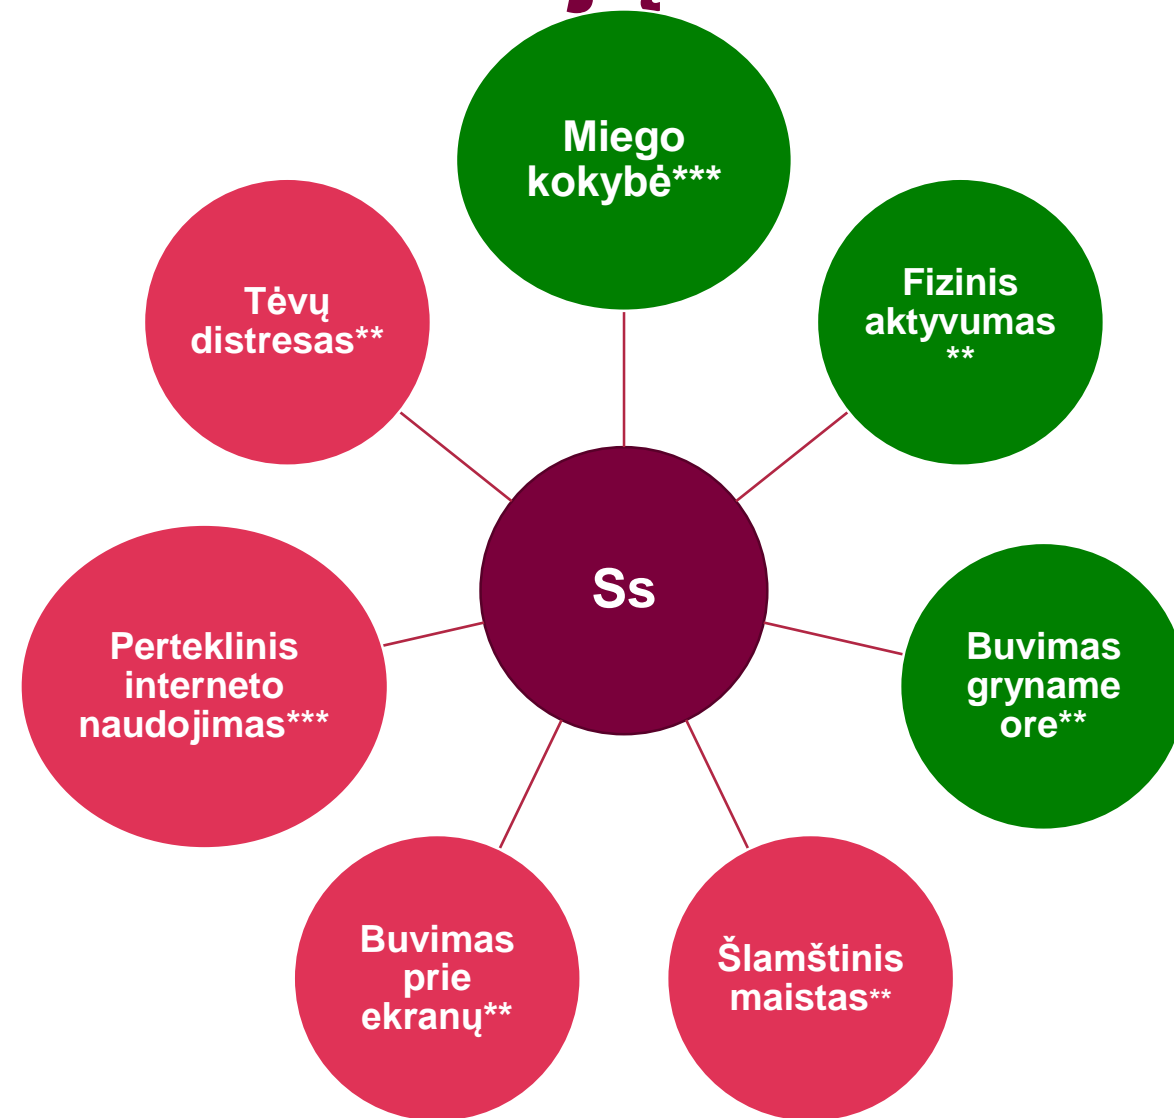 Miego
kokybė***
Fizinis
aktyvumas
**
Tėvų
distresas**
Ss
Perteklinis
interneto
naudojimas***
Buvimas
gryname
ore**
Buvimas
prie
ekranų**
Šlamštinis
maistas**